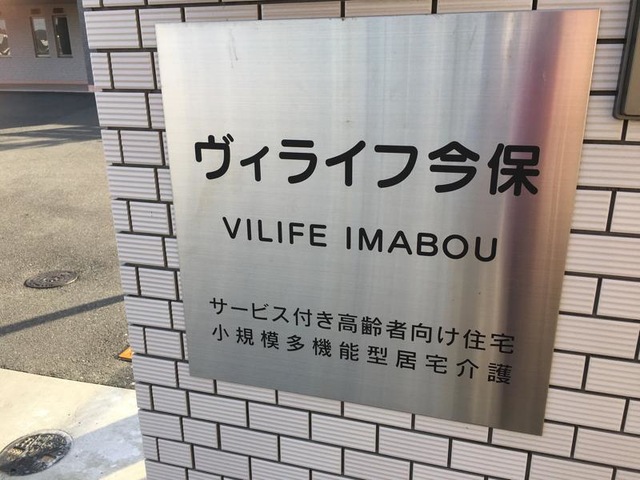 ヴィライフ今保
VILIFE IMABOU
サービス付き高齢者向け住宅
小規模多機能型居宅介護